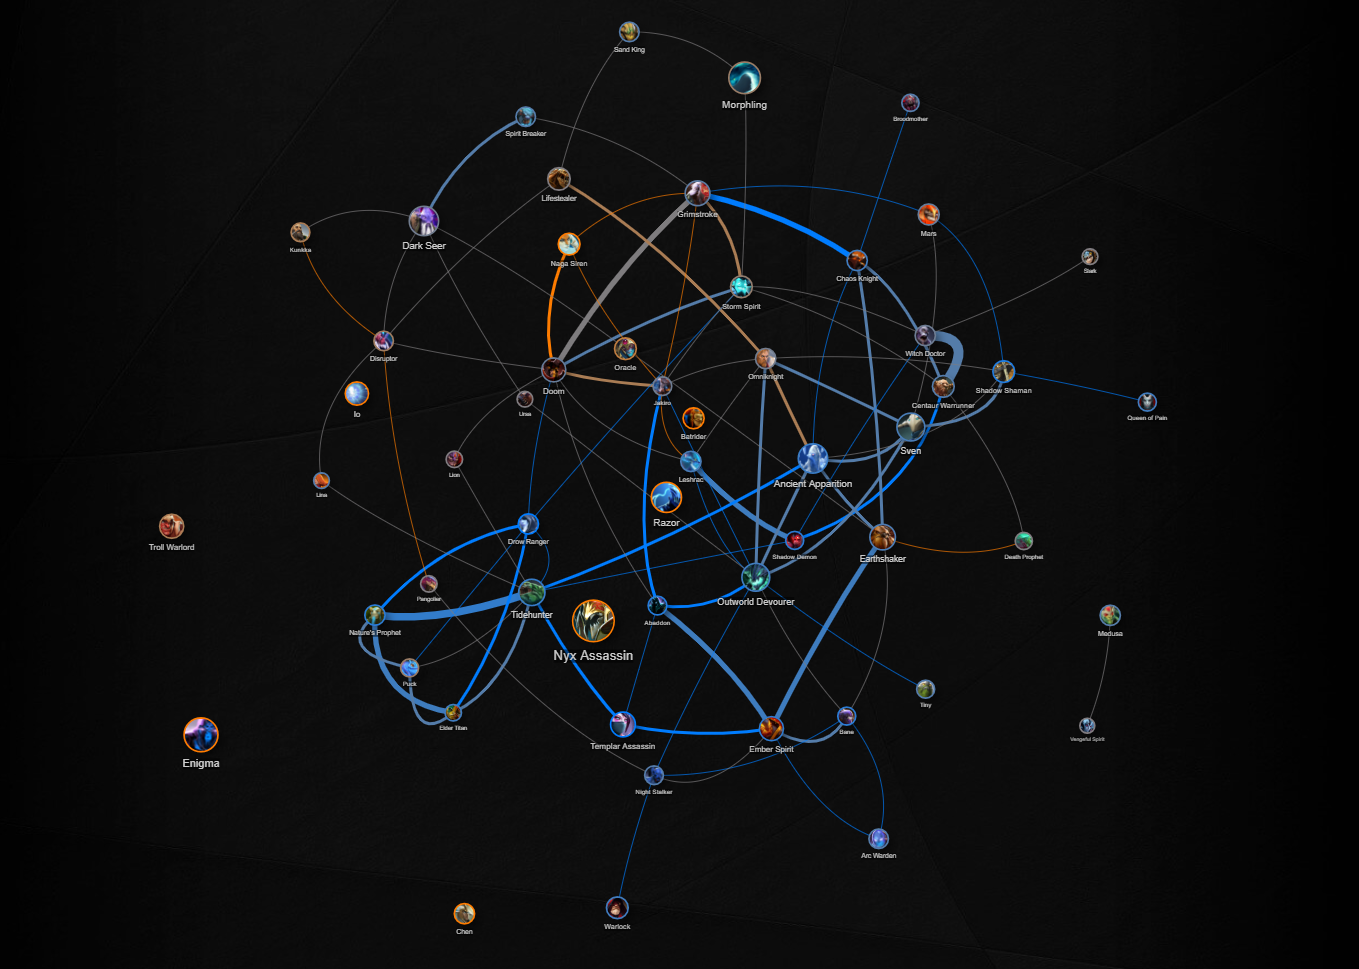 Sand King
Morphling
Broodmother
Spirit Breaker
Lifestealer
Grimstroke
Mars
Dark Seer
Kunkka
Naga Siren
Slark
Chaos Knight
Storm Spirit
Witch Doctor
Disruptor
Oracle
Omniknight
Doom
Jakiro
Shadow Shaman
Centaur Warrunner
Io
Ursa
Queen of Pain
Batrider
Sven
Lion
Leshrac
Ancient Apparition
Lina
Razor
Drow Ranger
Troll Warlord
Shadow Demon
Earthshaker
Death Prophet
Pangolier
Outworld Devourer
Tidehunter
Abaddon
Nature's Prophet
Medusa
Nyx Assassin
Puck
Tiny
Elder Titan
Bane
Vengeful Spirit
Templar Assassin
Ember Spirit
Enigma
Night Stalker
Arc Warden
Chen
Warlock